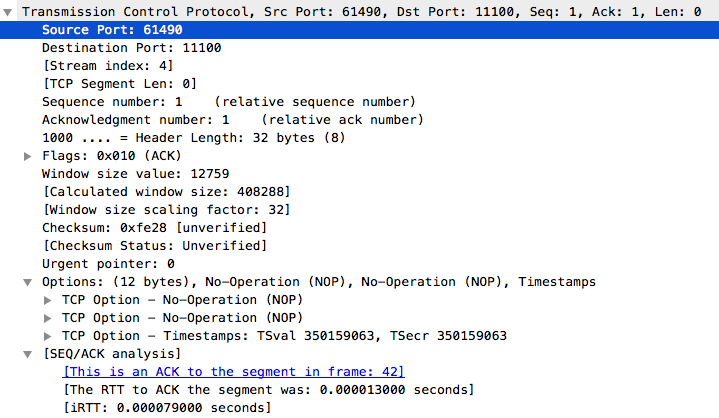 Transmission Control Protocol, Src Port: 61490, Dst Port: 11100, Seq: 1, Ack: 1, Len: 0
Source Port: 61490
Destination Port: 11100
[Stream index: 4]
[TCP Segment Len: 0]
Sequence number: 1    (relative sequence number)
Acknowledgment number: 1    (relative ack number)
1000 .... = Header Length: 32 bytes (8)
Flags: 0x010 (ACK)
Window size value: 12759
[Calculated window size: 408288]
[Window size scaling factor: 32]
Checksum: 0xfe28 [unverified]
[Checksum Status: Unverified]
Urgent pointer: 0
Options: (12 bytes), No-Operation (NOP), No-Operation (NOP), Timestamps
TCP Option – No-Operation (NOP)
TCP Option – No-Operation (NOP)
TCP Option – Timestamps: TSval 350159063, TSecr 350159063
[SEQ/ACK analysis]
[This is an ACK to the segment in frame: 42]
[The RTT to ACK the segment was: 0.000013000 seconds]
[iRTT: 0.000079000 seconds]